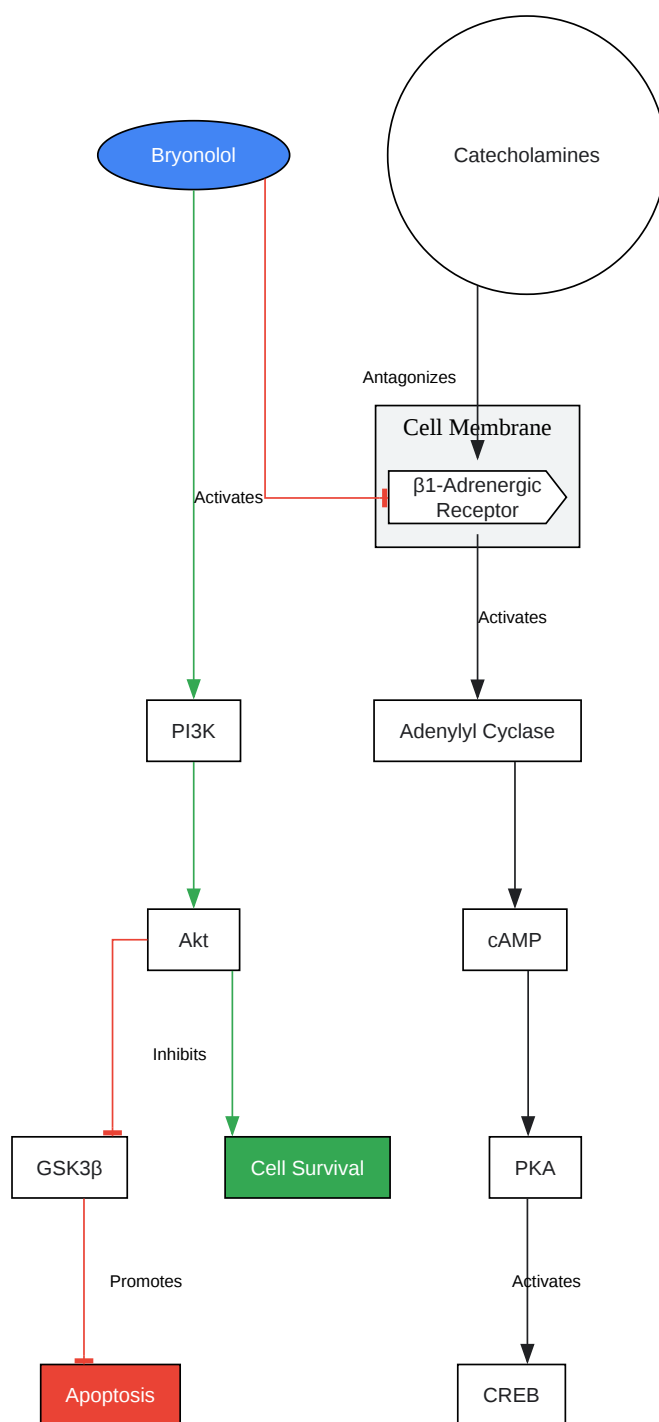 Bryonolol
Catecholamines
Antagonizes
Cell Membrane
β1-Adrenergic
Receptor
Activates
Activates
PI3K
Adenylyl Cyclase
Akt
cAMP
Inhibits
GSK3β
Cell Survival
PKA
Promotes
Activates
Apoptosis
CREB